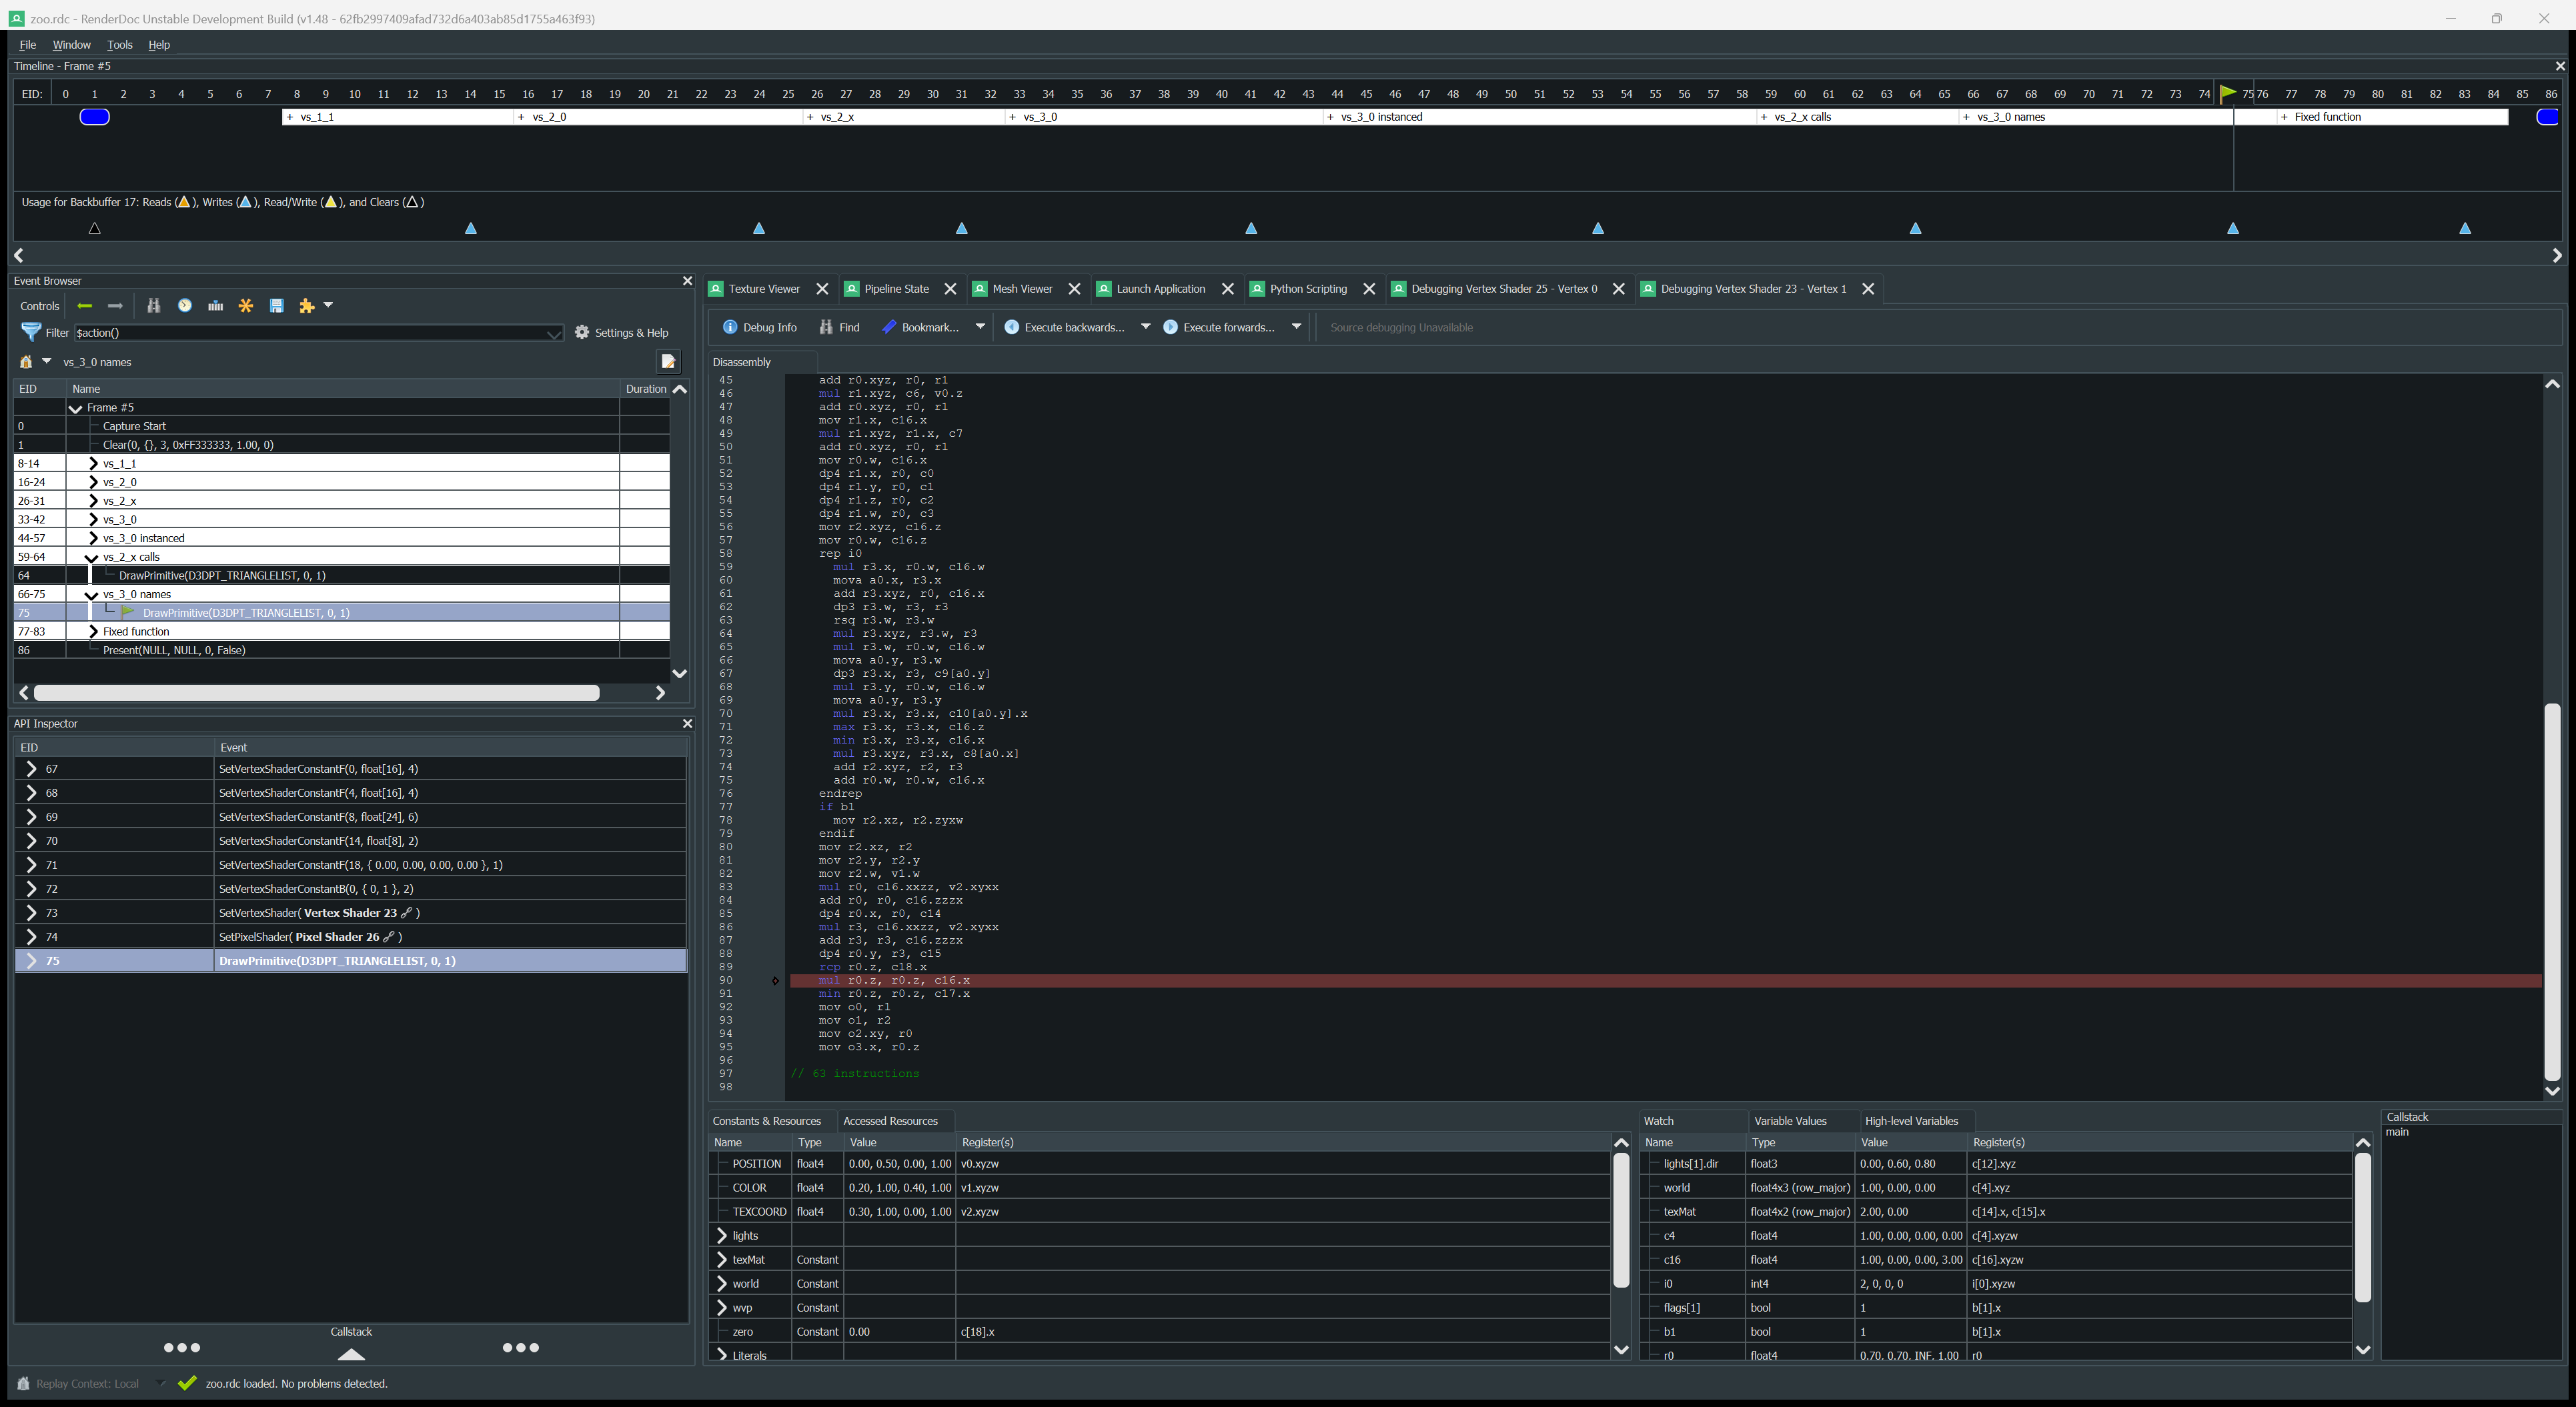 zoo.rdc - RenderDoc Unstable Development Build (v1.48 - 62fb2997409afad732d6a403ab85d1755a463f93)
File Window Tools Help
Timeline - Frame #5
EID: 0 1 2 3 4 5 6 7 8 9 10 11 12 13 14 15 16 17 18 19 20 21 22 23 24 25 26 27 28 29 30 31 32 33 34 35 36 37 38 39 40 41 42 43 44 45 46 47 48 49 50 51 52 53 54 55 56 57 58 59 60 61 62 63 64 65 66 67 68 69 70 71 72 73 74 75 76 77 78 79 80 81 82 83 84 85 86
+ vs_1_1 + vs_2_0 + vs_2_x + vs_3_0 + vs_3_0 instanced + vs_2_x calls + vs_3_0 names + Fixed function
Usage for Backbuffer 17: Reads ( ), Writes ( ), Read/Write ( ), and Clears ( )
Event Browser
Controls
Filter $action() Settings & Help
vs_3_0 names
EID Name Duration
Frame #5
0 Capture Start
1 Clear(0, {}, 3, 0xFF333333, 1.00, 0)
8-14 vs_1_1
16-24 vs_2_0
26-31 vs_2_x
33-42 vs_3_0
44-57 vs_3_0 instanced
59-64 vs_2_x calls
64 DrawPrimitive(D3DPT_TRIANGLELIST, 0, 1)
66-75 vs_3_0 names
75 DrawPrimitive(D3DPT_TRIANGLELIST, 0, 1)
77-83 Fixed function
86 Present(NULL, NULL, 0, False)
API Inspector
EID Event
67 SetVertexShaderConstantF(0, float[16], 4)
68 SetVertexShaderConstantF(4, float[16], 4)
69 SetVertexShaderConstantF(8, float[24], 6)
70 SetVertexShaderConstantF(14, float[8], 2)
71 SetVertexShaderConstantF(18, { 0.00, 0.00, 0.00, 0.00 }, 1)
72 SetVertexShaderConstantB(0, { 0, 1 }, 2)
73 SetVertexShader( Vertex Shader 23 )
74 SetPixelShader( Pixel Shader 26 )
75 DrawPrimitive(D3DPT_TRIANGLELIST, 0, 1)
Callstack
Texture Viewer Pipeline State Mesh Viewer Launch Application Python Scripting Debugging Vertex Shader 25 - Vertex 0 Debugging Vertex Shader 23 - Vertex 1
Debug Info Find Bookmark... Execute backwards... Execute forwards... Source debugging Unavailable
Disassembly
45 add r0.xyz, r0, r1
46 mul r1.xyz, c6, v0.z
47 add r0.xyz, r0, r1
48 mov r1.x, c16.x
49 mul r1.xyz, r1.x, c7
50 add r0.xyz, r0, r1
51 mov r0.w, c16.x
52 dp4 r1.x, r0, c0
53 dp4 r1.y, r0, c1
54 dp4 r1.z, r0, c2
55 dp4 r1.w, r0, c3
56 mov r2.xyz, c16.z
57 mov r0.w, c16.z
58 rep i0
59 mul r3.x, r0.w, c16.w
60 mova a0.x, r3.x
61 add r3.xyz, r0, c16.x
62 dp3 r3.w, r3, r3
63 rsq r3.w, r3.w
64 mul r3.xyz, r3.w, r3
65 mul r3.w, r0.w, c16.w
66 mova a0.y, r3.w
67 dp3 r3.x, r3, c9[a0.y]
68 mul r3.y, r0.w, c16.w
69 mova a0.y, r3.y
70 mul r3.x, r3.x, c10[a0.y].x
71 max r3.x, r3.x, c16.z
72 min r3.x, r3.x, c16.x
73 mul r3.xyz, r3.x, c8[a0.x]
74 add r2.xyz, r2, r3
75 add r0.w, r0.w, c16.x
76 endrep
77 if b1
78 mov r2.xz, r2.zyxw
79 endif
80 mov r2.xz, r2
81 mov r2.y, r2.y
82 mov r2.w, v1.w
83 mul r0, c16.xxzz, v2.xyxx
84 add r0, r0, c16.zzzx
85 dp4 r0.x, r0, c14
86 mul r3, c16.xxzz, v2.xyxx
87 add r3, r3, c16.zzzx
88 dp4 r0.y, r3, c15
89 rcp r0.z, c18.x
90 mul r0.z, r0.z, c16.x
91 min r0.z, r0.z, c17.x
92 mov o0, r1
93 mov o1, r2
94 mov o2.xy, r0
95 mov o3.x, r0.z
96
97 // 63 instructions
98
Constants & Resources Accessed Resources
Name Type Value Register(s)
POSITION float4 0.00, 0.50, 0.00, 1.00 v0.xyzw
COLOR float4 0.20, 1.00, 0.40, 1.00 v1.xyzw
TEXCOORD float4 0.30, 1.00, 0.00, 1.00 v2.xyzw
lights
texMat Constant
world Constant
wvp Constant
zero Constant 0.00 c[18].x
Literals
Watch Variable Values High-level Variables
Name Type Value Register(s)
lights[1].dir float3 0.00, 0.60, 0.80 c[12].xyz
world float4x3 (row_major) 1.00, 0.00, 0.00 c[4].xyz
texMat float4x2 (row_major) 2.00, 0.00 c[14].x, c[15].x
c4 float4 1.00, 0.00, 0.00, 0.00 c[4].xyzw
c16 float4 1.00, 0.00, 0.00, 3.00 c[16].xyzw
i0 int4 2, 0, 0, 0 i[0].xyzw
flags[1] bool 1 b[1].x
b1 bool 1 b[1].x
r0 float4 0.70, 0.70, INF, 1.00 r0
Callstack
main
Replay Context: Local zoo.rdc loaded. No problems detected.